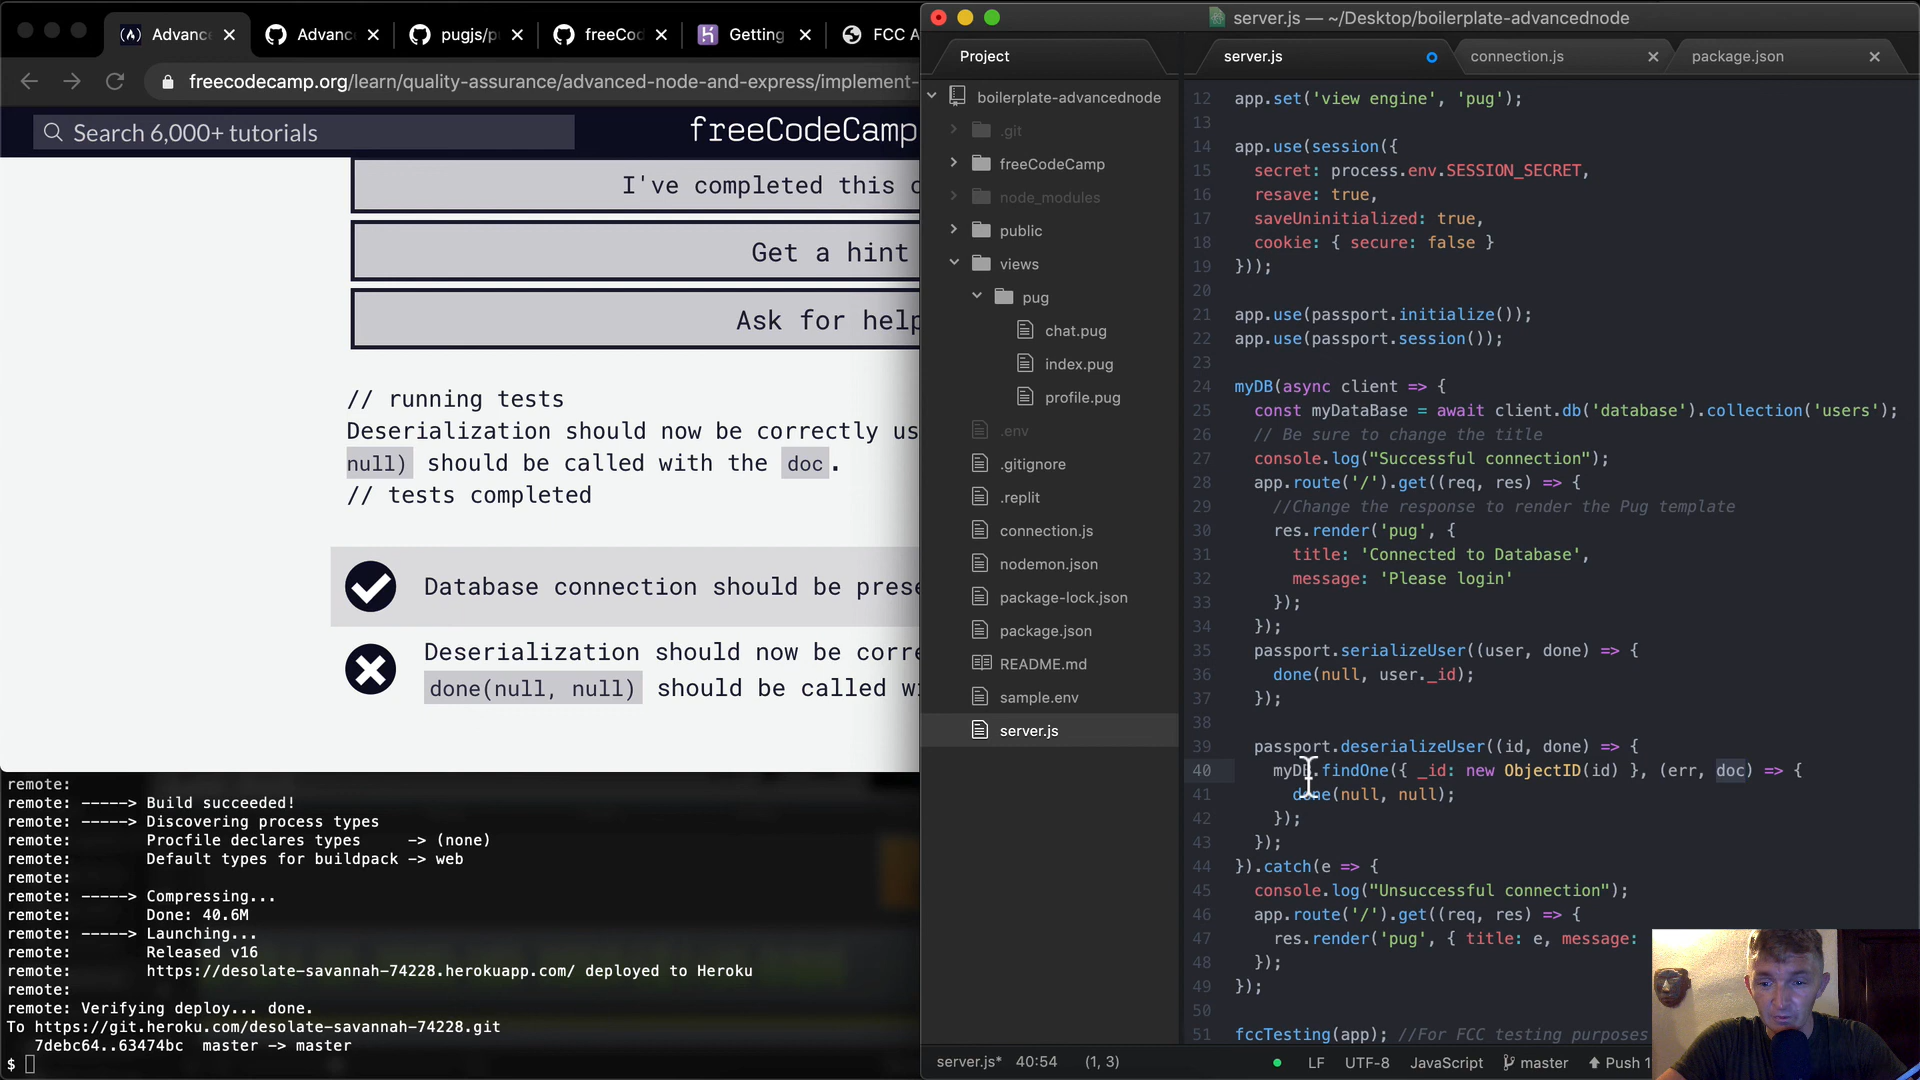 Advanc
Advanc
pugjs/p
freeCod
Getting
FCC A
freecodecamp.org/learn/quality-assurance/advanced-node-and-express/implement-
Search 6,000+ tutorials
freeCodeCamp
I've completed this c
Get a hint
Ask for help
// running tests
Deserialization should now be correctly us
null) should be called with the doc.
// tests completed
Database connection should be prese
Deserialization should now be corre
done(null, null) should be called w
remote:
remote: -----> Build succeeded!
remote: -----> Discovering process types
remote:        Procfile declares types     -> (none)
remote:        Default types for buildpack -> web
remote:
remote: -----> Compressing...
remote:        Done: 40.6M
remote: -----> Launching...
remote:        Released v16
remote:        https://desolate-savannah-74228.herokuapp.com/ deployed to Heroku
remote:
remote: Verifying deploy... done.
To https://git.heroku.com/desolate-savannah-74228.git
7debc64..63474bc  master -> master
$
server.js — ~/Desktop/boilerplate-advancednode
Project
server.js
connection.js
package.json
boilerplate-advancednode
.git
freeCodeCamp
node_modules
public
views
pug
chat.pug
index.pug
profile.pug
.env
.gitignore
.replit
connection.js
nodemon.json
package-lock.json
package.json
README.md
sample.env
server.js
12 app.set('view engine', 'pug');
13
14 app.use(session({
15   secret: process.env.SESSION_SECRET,
16   resave: true,
17   saveUninitialized: true,
18   cookie: { secure: false }
19 }));
20
21 app.use(passport.initialize());
22 app.use(passport.session());
23
24 myDB(async client => {
25   const myDataBase = await client.db('database').collection('users');
26   // Be sure to change the title
27   console.log("Successful connection");
28   app.route('/').get((req, res) => {
29     //Change the response to render the Pug template
30     res.render('pug', {
31       title: 'Connected to Database',
32       message: 'Please login'
33     });
34   });
35   passport.serializeUser((user, done) => {
36     done(null, user._id);
37   });
38
39   passport.deserializeUser((id, done) => {
40     myDB.findOne({ _id: new ObjectID(id) }, (err, doc) => {
41       done(null, null);
42     });
43   });
44 }).catch(e => {
45   console.log("Unsuccessful connection");
46   app.route('/').get((req, res) => {
47     res.render('pug', { title: e, message:
48   });
49 });
50
51 fccTesting(app); //For FCC testing purposes
server.js* 40:54 (1, 3)
LF UTF-8 JavaScript master Push 1